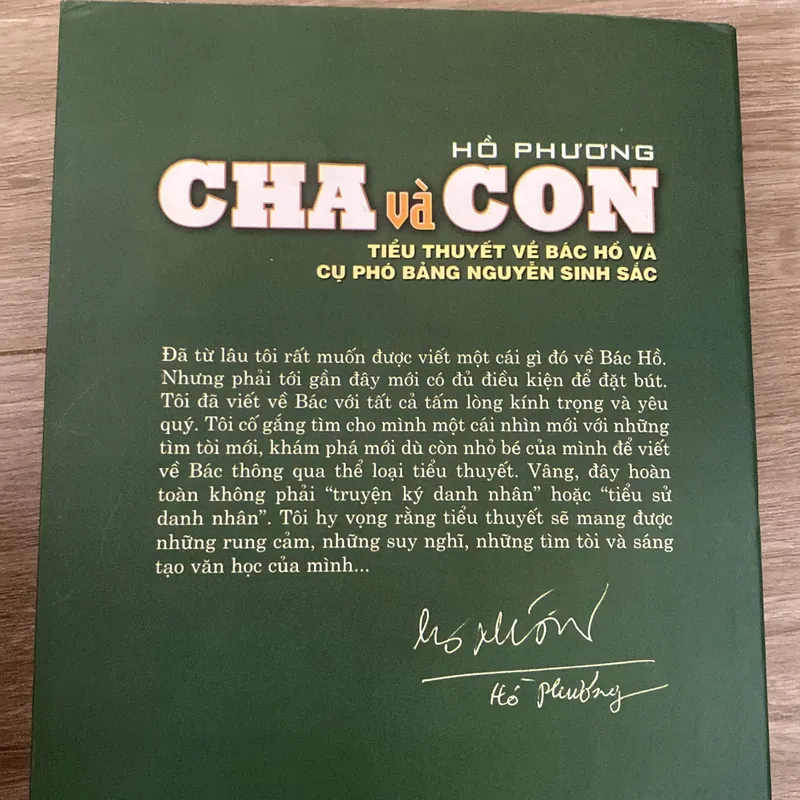 HỒ PHƯƠNG
CHA và CON
TIỂU THUYẾT VỀ BÁC HỒ VÀ
CỤ PHÓ BẢNG NGUYỄN SINH SẮC
Đã từ lâu tôi rất muốn được viết một cái gì đó về Bác Hồ.
Nhưng phải tới gần đây mới có đủ điều kiện để đặt bút.
Tôi đã viết về Bác với tất cả tấm lòng kính trọng và yêu
quý. Tôi cố gắng tìm cho mình một cái nhìn mới với những
tìm tòi mới, khám phá mới dù còn nhỏ bé của mình để viết
về Bác thông qua thể loại tiểu thuyết. Vâng, đây hoàn
toàn không phải “truyện ký danh nhân” hoặc “tiểu sử
danh nhân”. Tôi hy vọng rằng tiểu thuyết sẽ mang được
những rung cảm, những suy nghĩ, những tìm tòi và sáng
tạo văn học của mình...
Hồ Phương